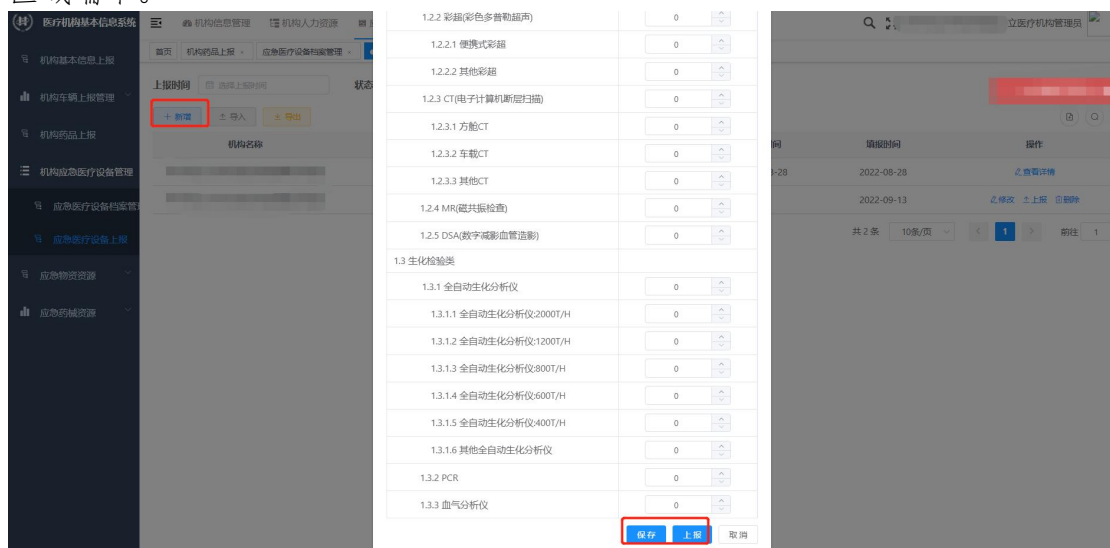 医疗机构基本信息系统
机构信息管理
机构人力资源
立医疗机构管理员
机构基本信息上报
机构车辆上报管理
机构药品上报
机构应急医疗设备管理
应急医疗设备档案管
应急医疗设备上报
应急物资资源
应急药械资源
首页
机构药品上报
应急医疗设备档案管理
上报时间
选择上报时间
状态
+ 新增
导入
导出
机构名称
1.2.2 彩超(彩色多普勒超声) 0
1.2.2.1 便携式彩超 0
1.2.2.2 其他彩超 0
1.2.3 CT(电子计算机断层扫描) 0
1.2.3.1 方舱CT 0
1.2.3.2 车载CT 0
1.2.3.3 其他CT 0
1.2.4 MR(磁共振检查) 0
1.2.5 DSA(数字减影血管造影) 0
1.3 生化检验类
1.3.1 全自动生化分析仪 0
1.3.1.1 全自动生化分析仪:2000T/H 0
1.3.1.2 全自动生化分析仪:1200T/H 0
1.3.1.3 全自动生化分析仪:800T/H 0
1.3.1.4 全自动生化分析仪:600T/H 0
1.3.1.5 全自动生化分析仪:400T/H 0
1.3.1.6 其他全自动生化分析仪 0
1.3.2 PCR 0
1.3.3 血气分析仪 0
保存 上报 取消
填报时间 操作
-28 2022-08-28 查看详情
2022-09-13 修改 上报 删除
共 2 条 10条/页 1 前往 1